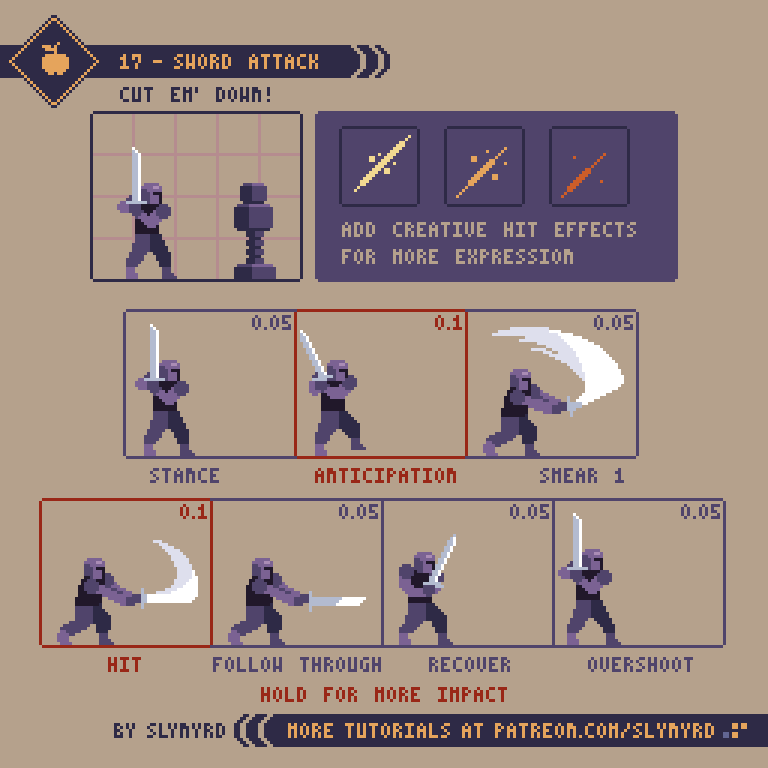 17 - SWORD ATTACK
CUT EM' DOWN!
ADD CREATIVE HIT EFFECTS
FOR MORE EXPRESSION
0.05 0.1 0.05
STANCE ANTICIPATION SMEAR 1
0.1 0.05 0.05 0.05
HIT FOLLOW THROUGH RECOVER OVERSHOOT
HOLD FOR MORE IMPACT
BY SLYNYRD MORE TUTORIALS AT PATREON.COM/SLYNYRD